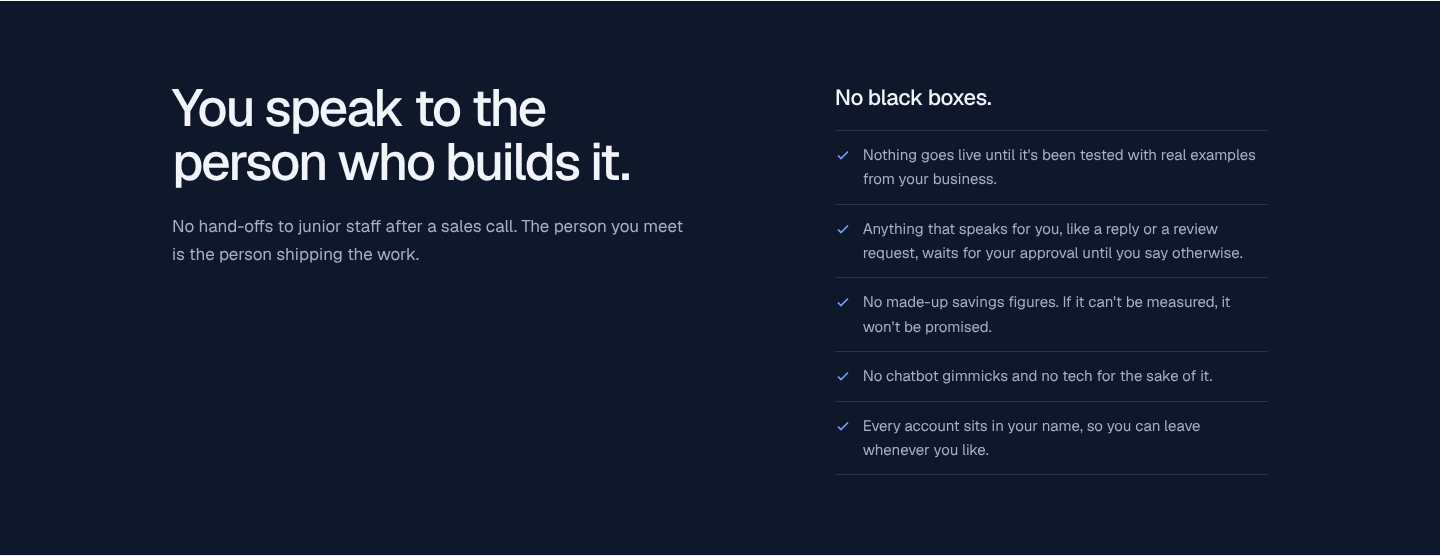 You speak to the
person who builds it.
No hand-offs to junior staff after a sales call. The person you meet
is the person shipping the work.
No black boxes.
Nothing goes live until it's been tested with real examples
from your business.
Anything that speaks for you, like a reply or a review
request, waits for your approval until you say otherwise.
No made-up savings figures. If it can't be measured, it
won't be promised.
No chatbot gimmicks and no tech for the sake of it.
Every account sits in your name, so you can leave
whenever you like.